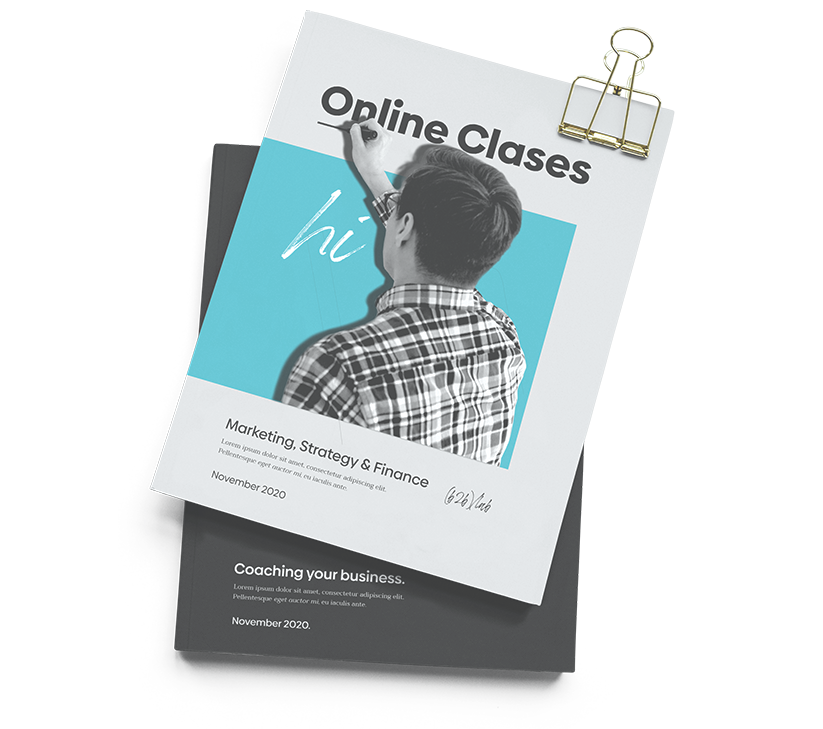 Online Clases
hi
Marketing, Strategy & Finance
Lorem ipsum dolor sit amet, consectetur adipiscing elit.
Pellentesque eget auctor mi, eu iaculis ante.
November 2020
Coaching your business.
Lorem ipsum dolor sit amet, consectetur adipiscing elit.
Pellentesque eget auctor mi, eu iaculis ante.
November 2020.